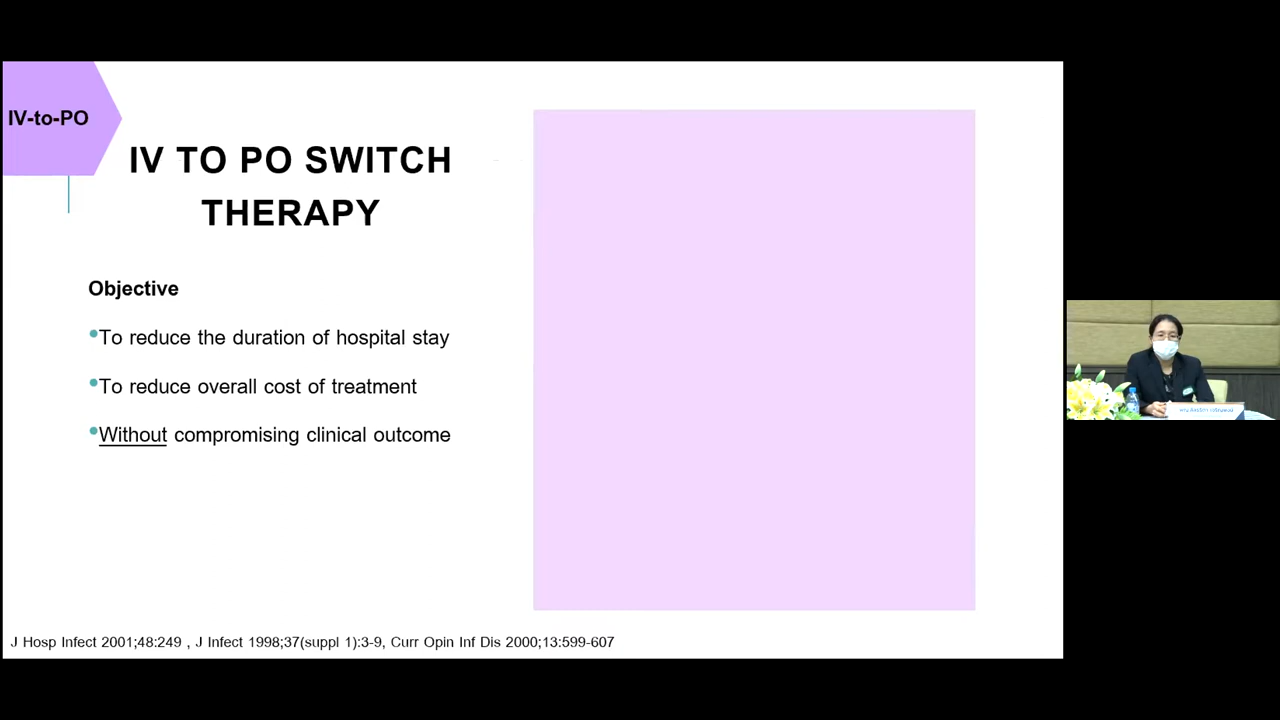 IV-to-PO
IV TO PO SWITCH
THERAPY
Objective
•To reduce the duration of hospital stay
•To reduce overall cost of treatment
•Without compromising clinical outcome
J Hosp Infect 2001;48:249 , J Infect 1998;37(suppl 1):3-9, Curr Opin Inf Dis 2000;13:599-607